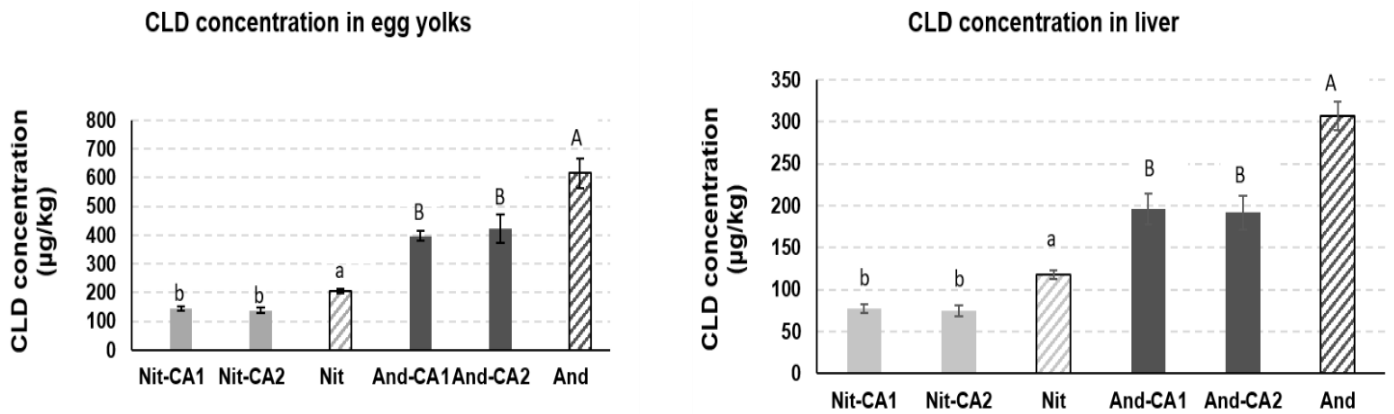 CLD concentration in egg yolks
CLD concentration
(µg/kg)
800
700
600
500
400
300
200
100
0
b
b
a
B
B
A
Nit-CA1 Nit-CA2 Nit And-CA1 And-CA2 And
CLD concentration in liver
CLD concentration
(µg/kg)
350
300
250
200
150
100
50
0
b
b
a
B
B
A
Nit-CA1 Nit-CA2 Nit And-CA1 And-CA2 And